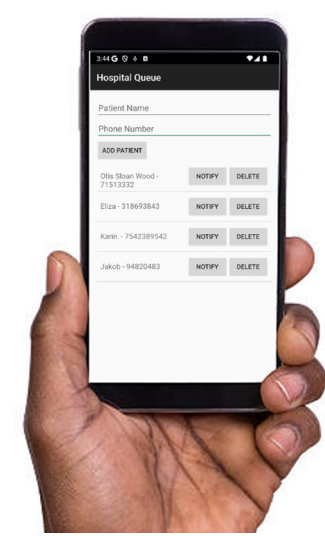 3:44 G
Hospital Queue
Patient Name
Phone Number
ADD PATIENT
Otis Sloan Wood -
71513332
NOTIFY DELETE
Eliza - 318693843 NOTIFY DELETE
Karin - 7542389542 NOTIFY DELETE
Jakob - 94820483 NOTIFY DELETE